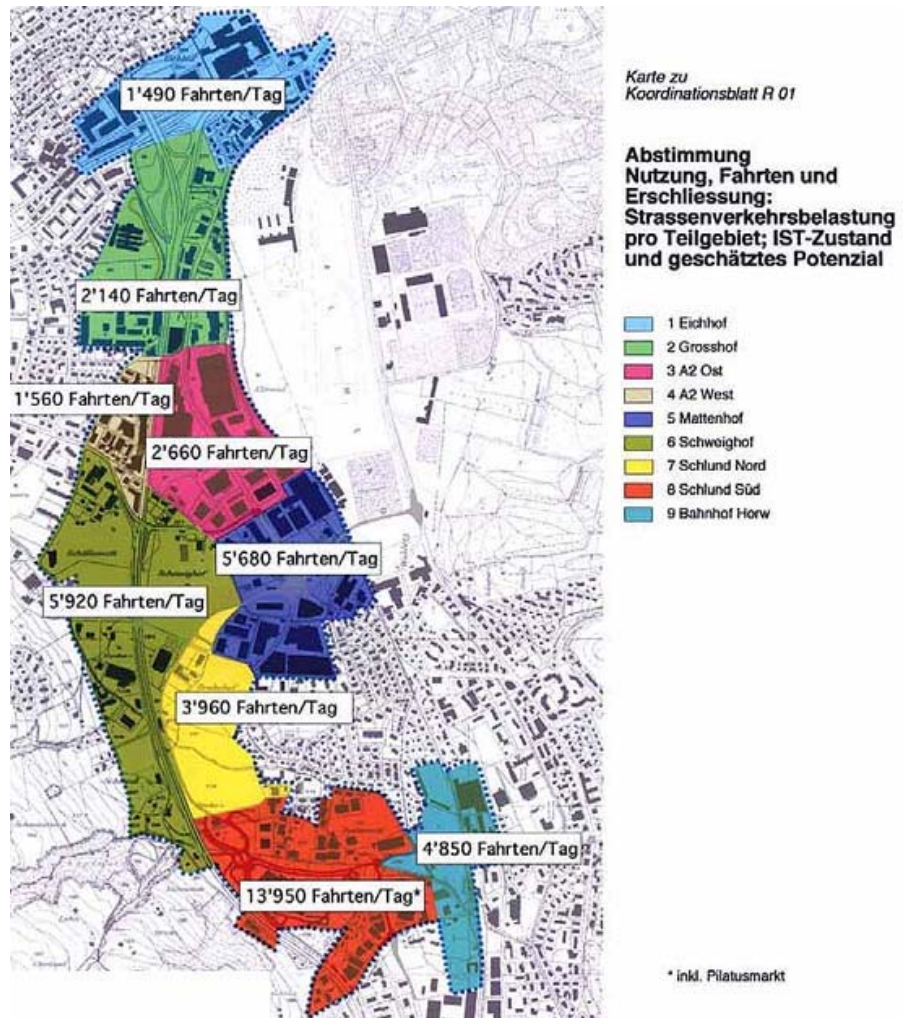 Karte zu
Koordinationsblatt R 01
Abstimmung
Nutzung, Fahrten und
Erschliessung:
Strassenverkehrsbelastung
pro Teilgebiet; IST-Zustand
und geschätztes Potenzial
1 Eichhof
2 Grosshof
3 A2 Ost
4 A2 West
5 Mattenhof
6 Schweighof
7 Schlund Nord
8 Schlund Süd
9 Bahnhof Horw
1'490 Fahrten/Tag
2'140 Fahrten/Tag
1'560 Fahrten/Tag
2'660 Fahrten/Tag
5'680 Fahrten/Tag
Schweighof
5'920 Fahrten/Tag
3'960 Fahrten/Tag
4'850 Fahrten/Tag
13'950 Fahrten/Tag*
* inkl. Pilatusmarkt